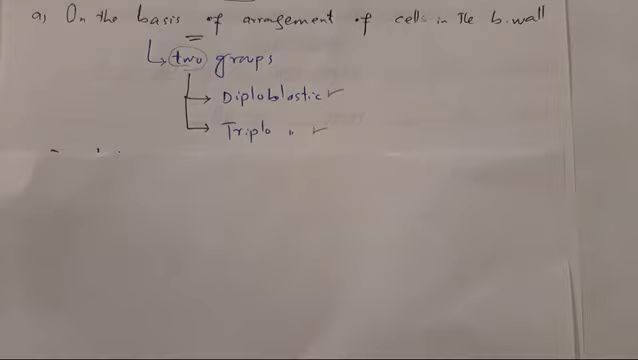 a) On the basis of arrangement of cells in the b.wall
two groups
Diploblastic
Triplo "